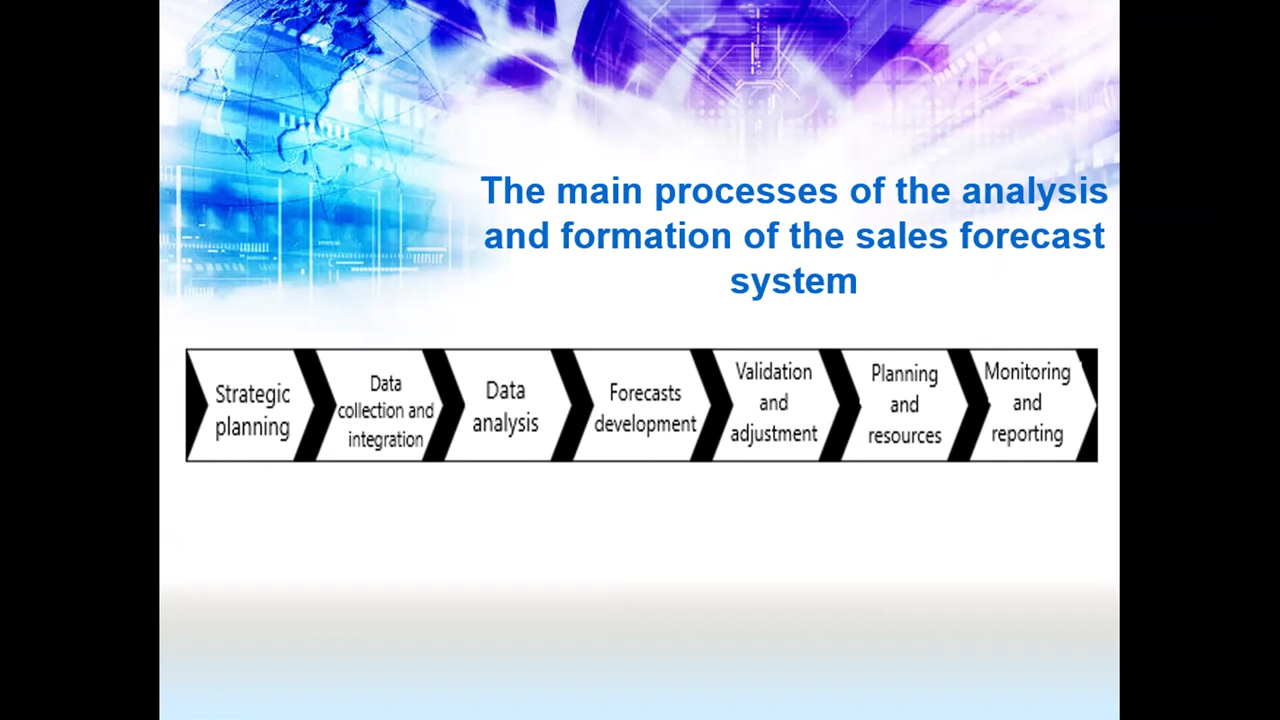 The main processes of the analysis
and formation of the sales forecast
system
Strategic
planning
Data
collection and
integration
Data
analysis
Forecasts
development
Validation
and
adjustment
Planning
and
resources
Monitoring
and
reporting